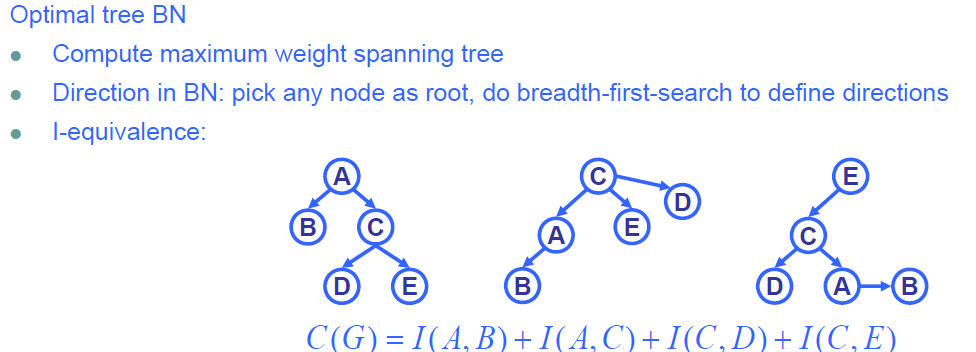 Optimal tree BN
• Compute maximum weight spanning tree
• Direction in BN: pick any node as root, do breadth-first-search to define directions
• I-equivalence:
A C E
B C A E D C
D E B D A B
C(G) = I(A, B) + I(A, C) + I(C, D) + I(C, E)